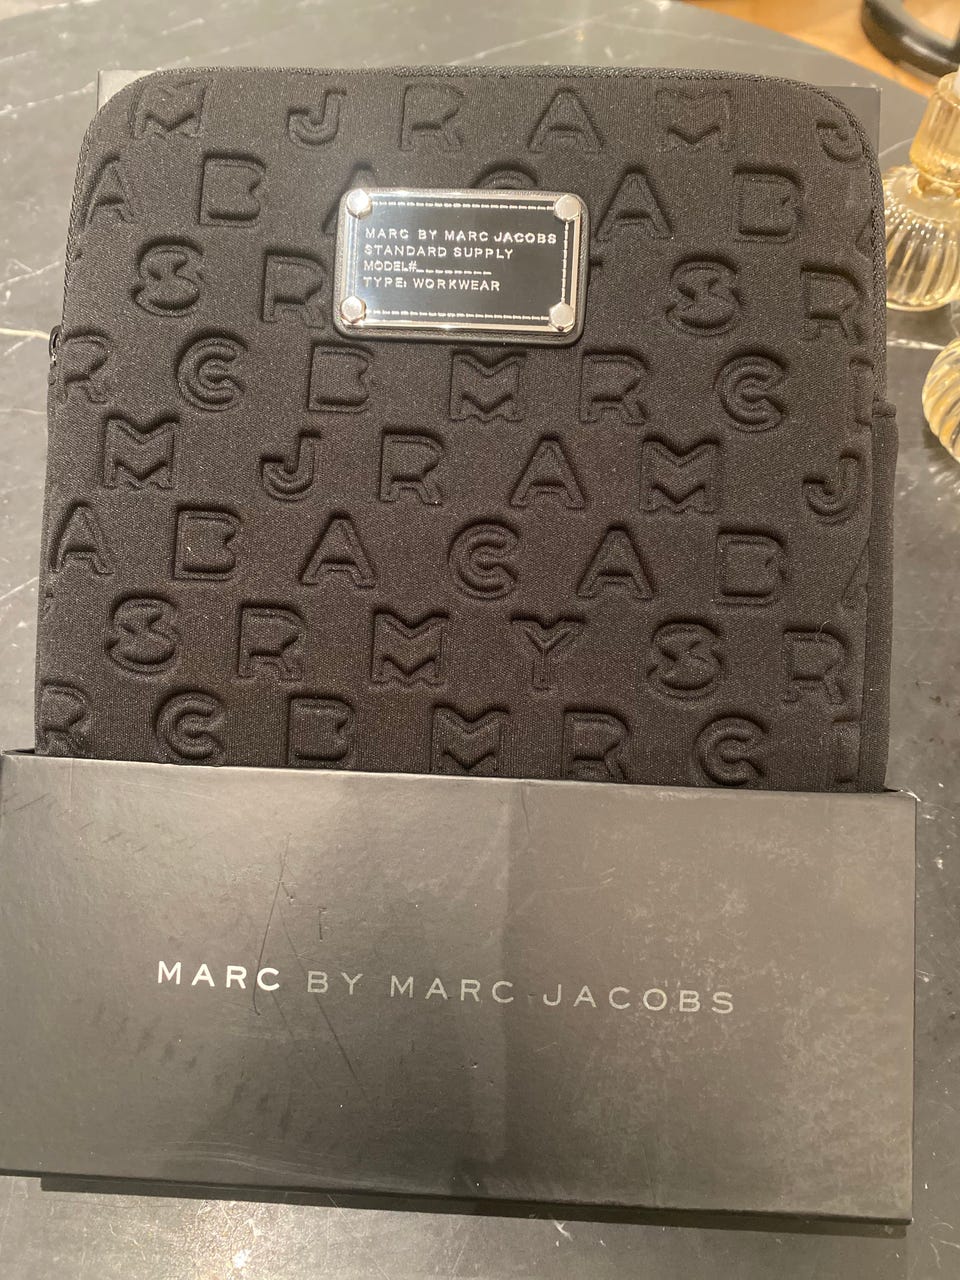 M J R A M J
A B A C A B
MARC BY MARC JACOBS
STANDARD SUPPLY
MODEL#
TYPE: WORKWEAR
S R S R
R C B M R C
M J R A M J
A B A C A B
S R M Y S R
R C B M R C
MARC BY MARC JACOBS